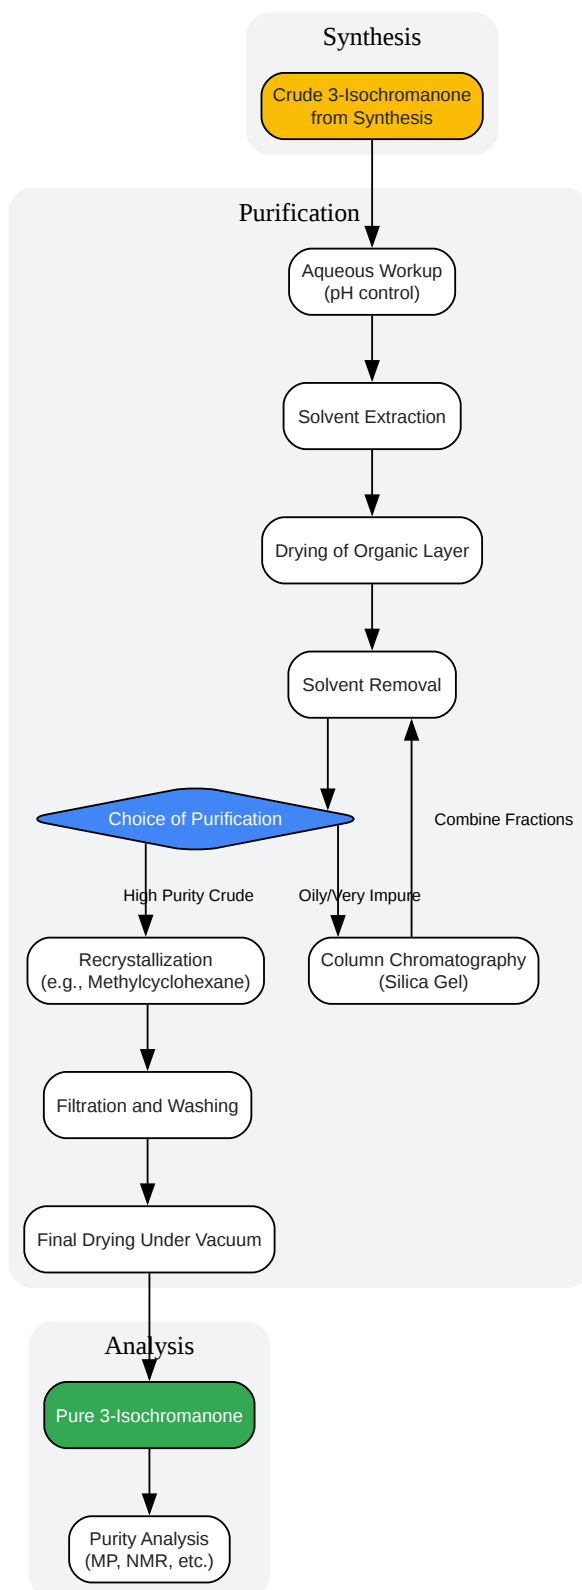 Synthesis
Crude 3-Isochromanone
from Synthesis
Purification
Aqueous Workup
(pH control)
Solvent Extraction
Drying of Organic Layer
Solvent Removal
Choice of Purification
Combine Fractions
High Purity Crude
Oily/Very Impure
Recrystallization
(e.g., Methylcyclohexane)
Column Chromatography
(Silica Gel)
Filtration and Washing
Final Drying Under Vacuum
Analysis
Pure 3-Isochromanone
Purity Analysis
(MP, NMR, etc.)